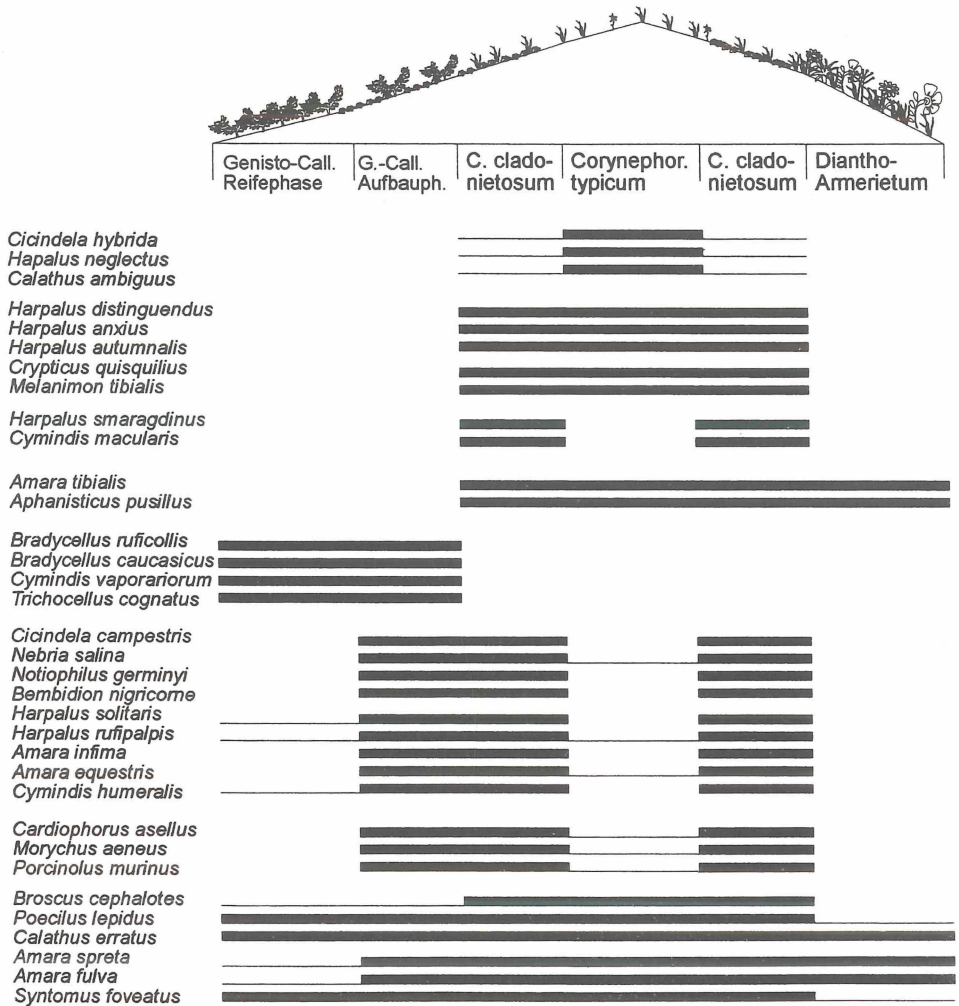 Genisto-Call. G.-Call. C. clado- Corynephor. C. clado- Diantho-
Reifephase Aufbauph. nietosum typicum nietosum Armerietum
Cicindela hybrida
Hapalus neglectus
Calathus ambiguus
Harpalus distinguendus
Harpalus anxius
Harpalus autumnalis
Crypticus quisquilius
Melanimon tibialis
Harpalus smaragdinus
Cymindis macularis
Amara tibialis
Aphanisticus pusillus
Bradycellus ruficollis
Bradycellus caucasicus
Cymindis vaporariorum
Trichocellus cognatus
Cicindela campestris
Nebria salina
Notiophilus germinyi
Bembidion nigricorne
Harpalus solitaris
Harpalus rufipalpis
Amara infima
Amara equestris
Cymindis humeralis
Cardiophorus asellus
Morychus aeneus
Porcinolus murinus
Broscus cephalotes
Poecilus lepidus
Calathus erratus
Amara spreta
Amara fulva
Syntomus foveatus